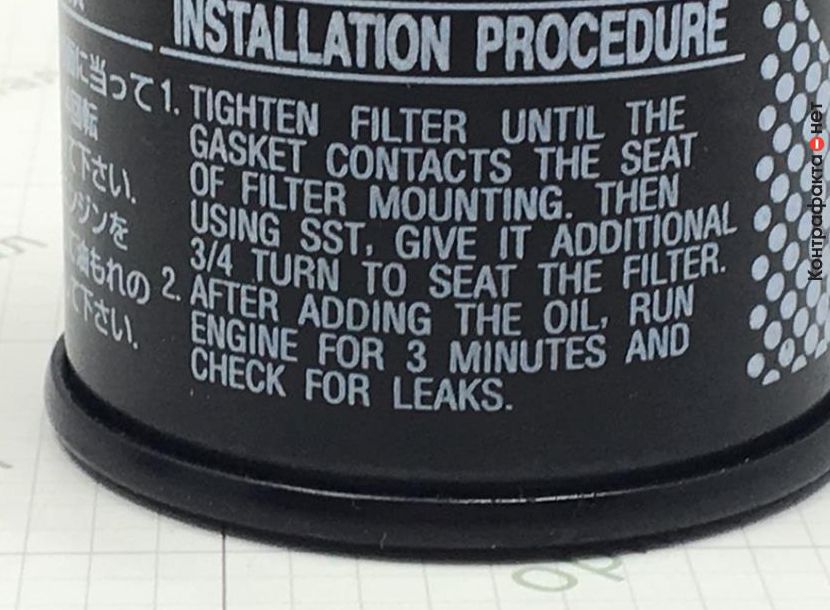 INSTALLATION PROCEDURE
に当って
回転
て下さい.
ンジンを
油もれの
て下さい.
1. TIGHTEN FILTER UNTIL THE
GASKET CONTACTS THE SEAT
OF FILTER MOUNTING. THEN
USING SST, GIVE IT ADDITIONAL
3/4 TURN TO SEAT THE FILTER.
2. AFTER ADDING THE OIL, RUN
ENGINE FOR 3 MINUTES AND
CHECK FOR LEAKS.
Контрафакта нет